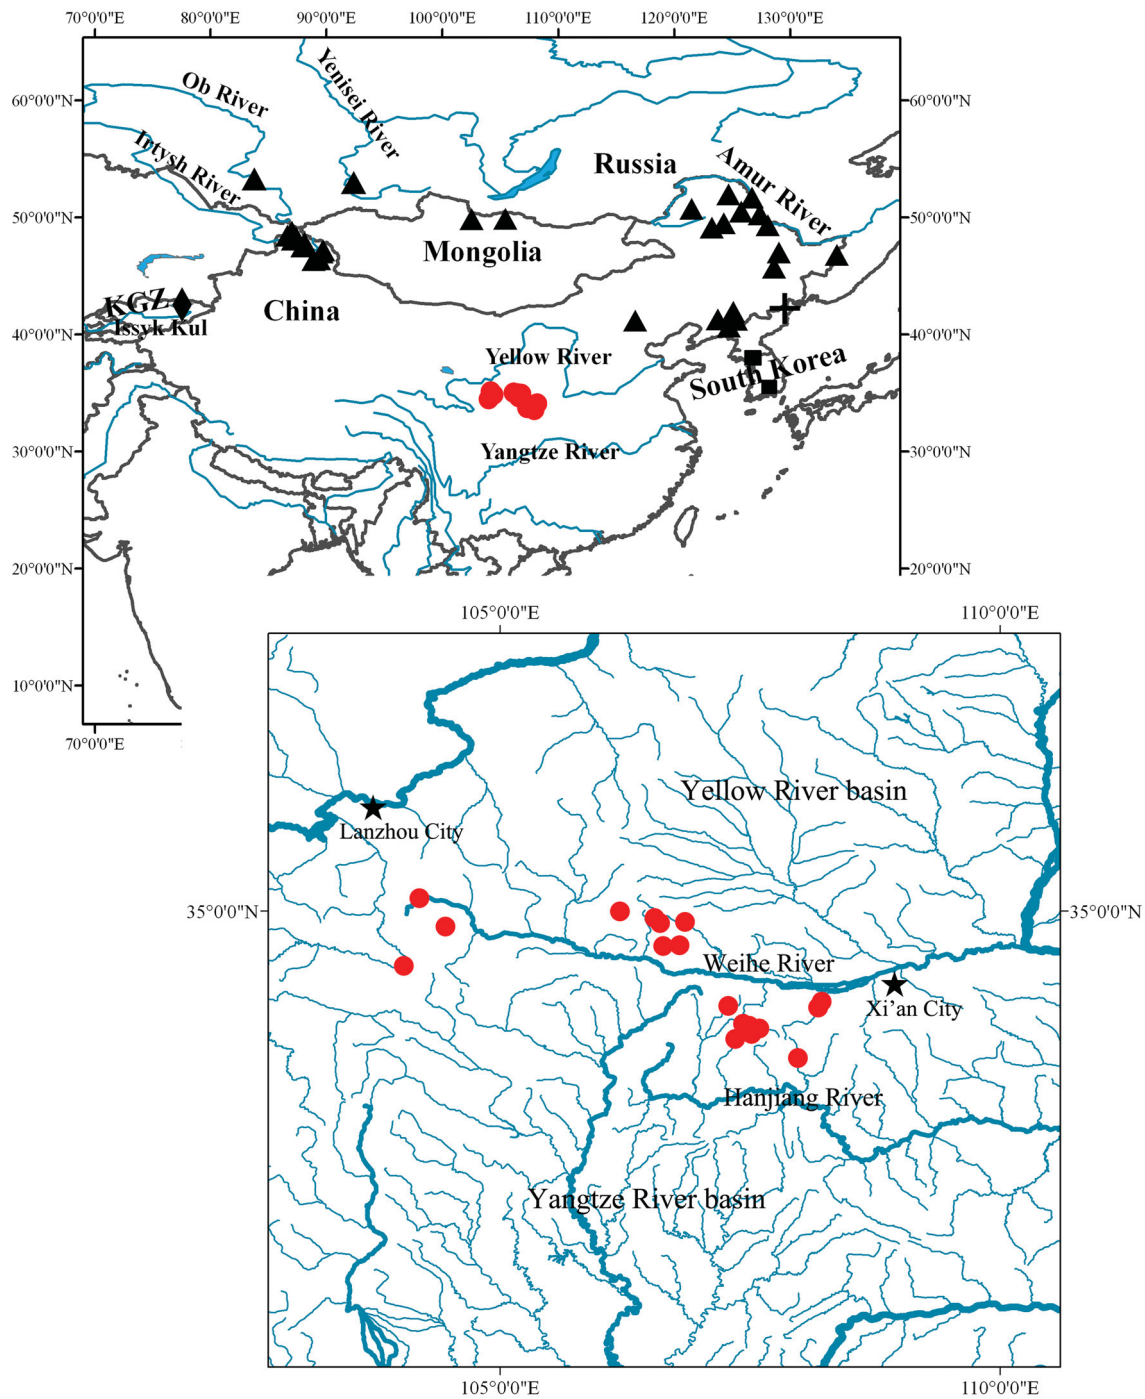 70°0'0"E 80°0'0"E 90°0'0"E 100°0'0"E 110°0'0"E 120°0'0"E 130°0'0"E
60°0'0"N
60°0'0"N
Ob River
Yenisei River
Irtysh River
Russia
Amur River
50°0'0"N
50°0'0"N
Mongolia
KGZ
China
Issyk Kul
40°0'0"N
40°0'0"N
Yellow River
South Korea
Yangtze River
30°0'0"N
30°0'0"N
20°0'0"N
20°0'0"N
10°0'0"N
70°0'0"E
105°0'0"E 110°0'0"E
Yellow River basin
Lanzhou City
35°0'0"N
35°0'0"N
Weihe River
Xi'an City
Hanjiang River
Yangtze River basin
105°0'0"E 110°0'0"E